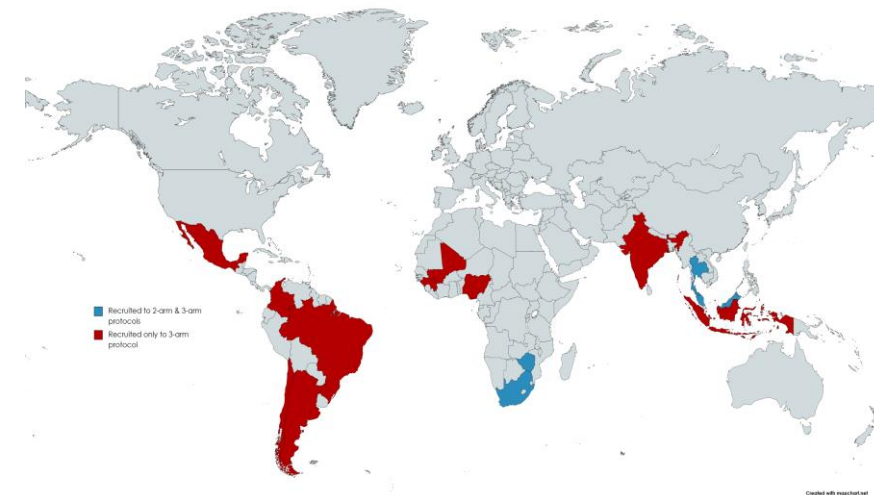 Recruited to 2-arm & 3-arm
protocols
Recruited only to 3-arm
protocol
Created with mapchart.net